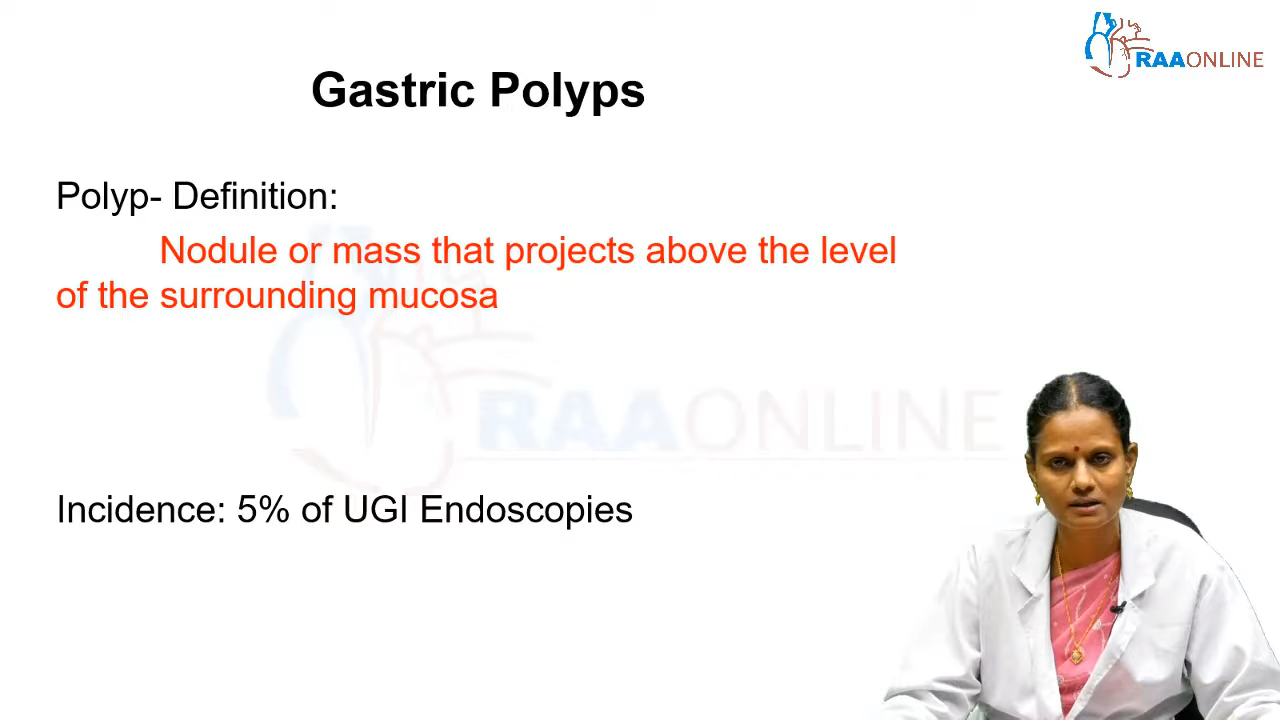 RAAONLINE
Gastric Polyps
Polyp- Definition:
Nodule or mass that projects above the level
of the surrounding mucosa
RAAONLINE
Incidence: 5% of UGI Endoscopies